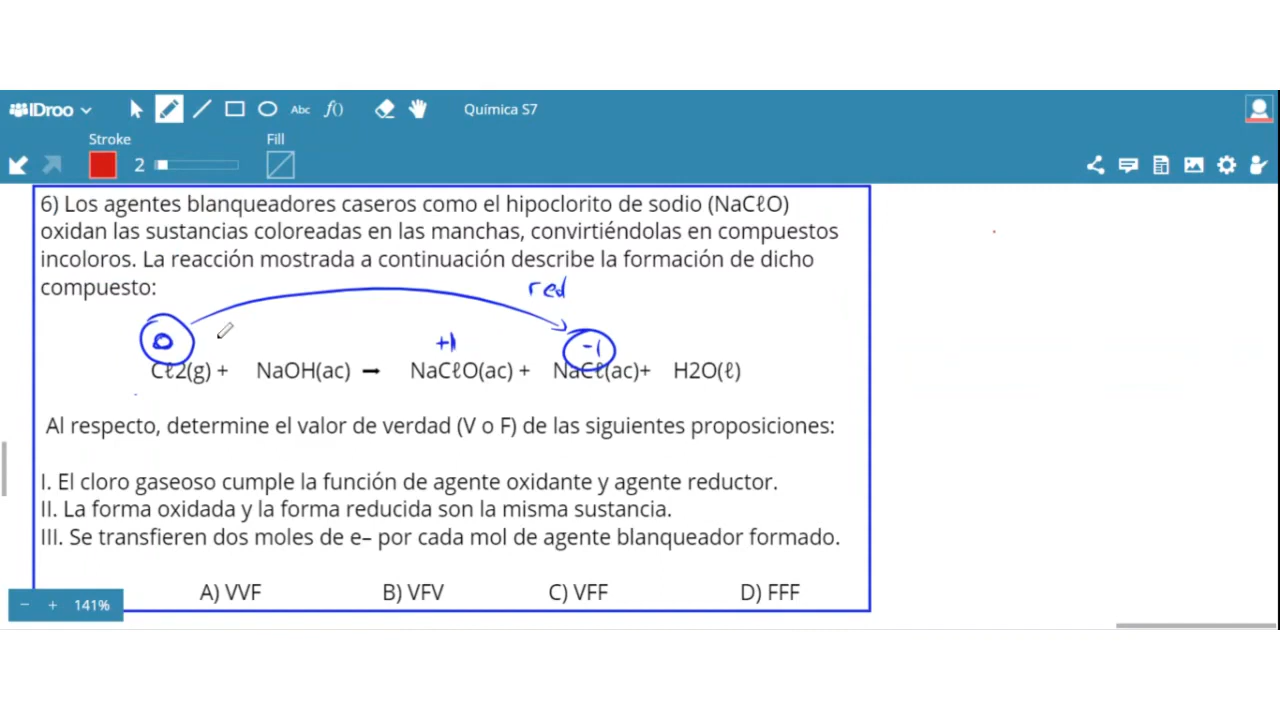 IDroo
Abc
f()
Química S7
Stroke
Fill
2
6) Los agentes blanqueadores caseros como el hipoclorito de sodio (NaCℓO)
oxidan las sustancias coloreadas en las manchas, convirtiéndolas en compuestos
incoloros. La reacción mostrada a continuación describe la formación de dicho
compuesto:
red
0
+1
-1
Cℓ2(g) + NaOH(ac) → NaCℓO(ac) + NaCℓ(ac)+ H2O(ℓ)
Al respecto, determine el valor de verdad (V o F) de las siguientes proposiciones:
I. El cloro gaseoso cumple la función de agente oxidante y agente reductor.
II. La forma oxidada y la forma reducida son la misma sustancia.
III. Se transfieren dos moles de e– por cada mol de agente blanqueador formado.
A) VVF B) VFV C) VFF D) FFF
− + 141%